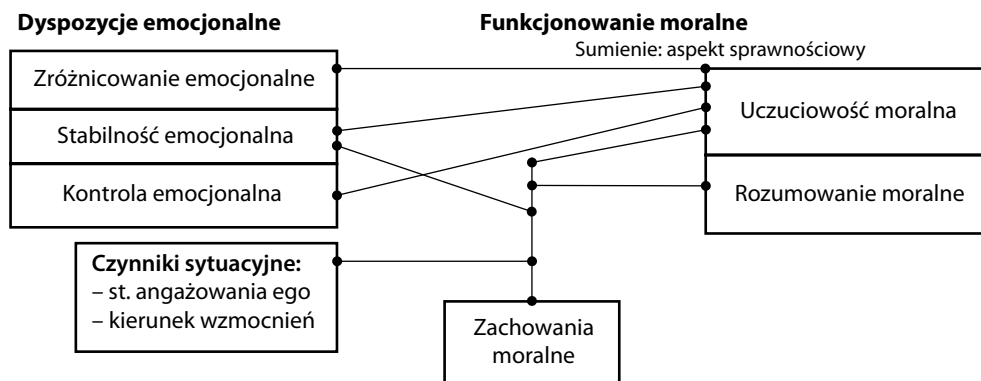 Dyspozycje emocjonalne
Funkcjonowanie moralne
Sumienie: aspekt sprawnościowy
Zróżnicowanie emocjonalne
Stabilność emocjonalna
Kontrola emocjonalna
Uczuciowość moralna
Rozumowanie moralne
Czynniki sytuacyjne:
– st. angażowania ego
– kierunek wzmocnień
Zachowania
moralne